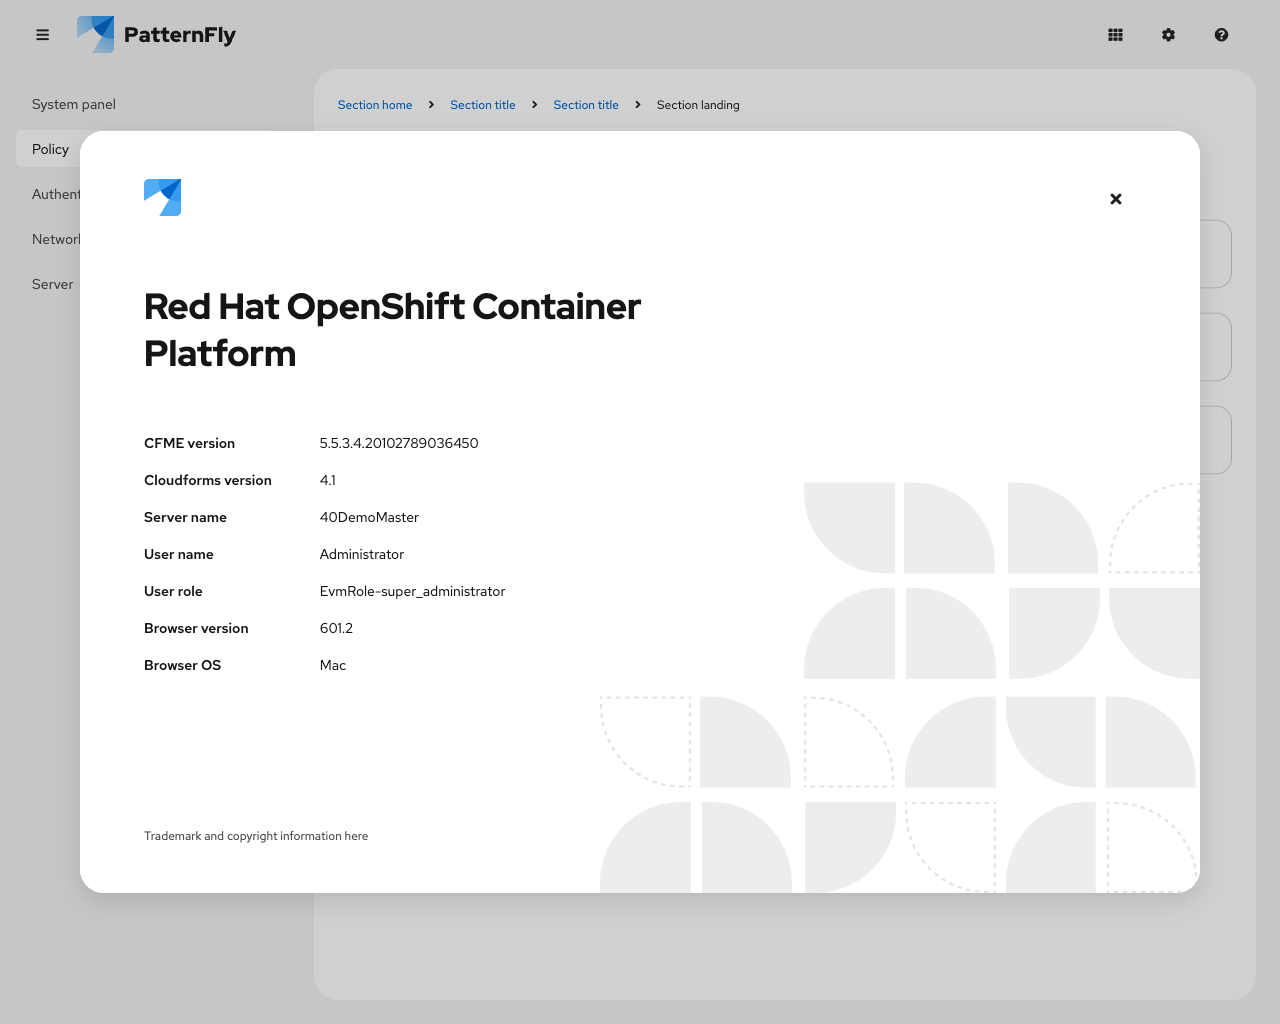 PatternFly
System panel
Section home Section title Section title Section landing
Policy
Server
Red Hat OpenShift Container
Platform
CFME version 5.5.3.4.20102789036450
Cloudforms version 4.1
Server name 40DemoMaster
User name Administrator
User role EvmRole-super_administrator
Browser version 601.2
Browser OS Mac
Trademark and copyright information here